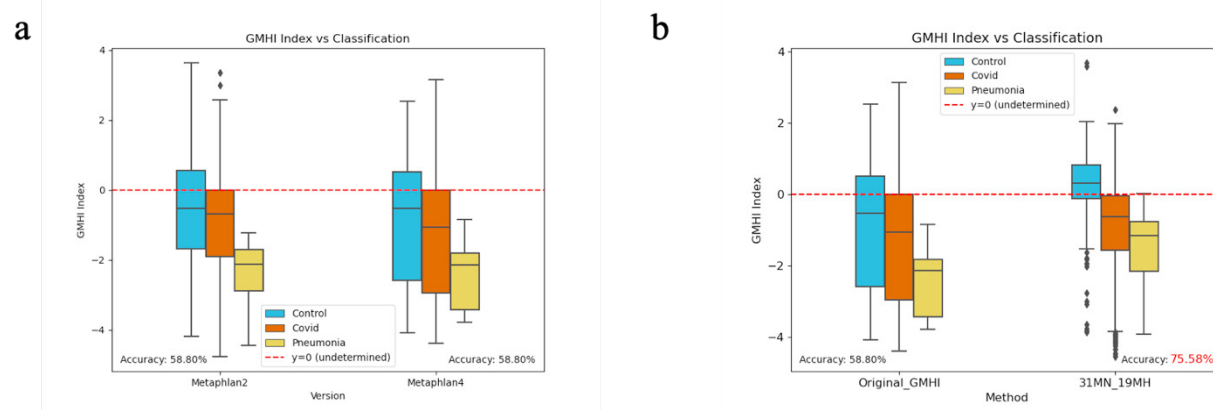 a
GMHI Index vs Classification
4
2
0
−2
−4
GMHI Index
Control
Covid
Pneumonia
y=0 (undetermined)
Accuracy: 58.80%
Accuracy: 58.80%
Metaphlan2
Metaphlan4
Version
b
GMHI Index vs Classification
4
2
0
−2
−4
GMHI Index
Control
Covid
Pneumonia
y=0 (undetermined)
Accuracy: 58.80%
Accuracy: 75.58%
Original_GMHI
31MN_19MH
Method